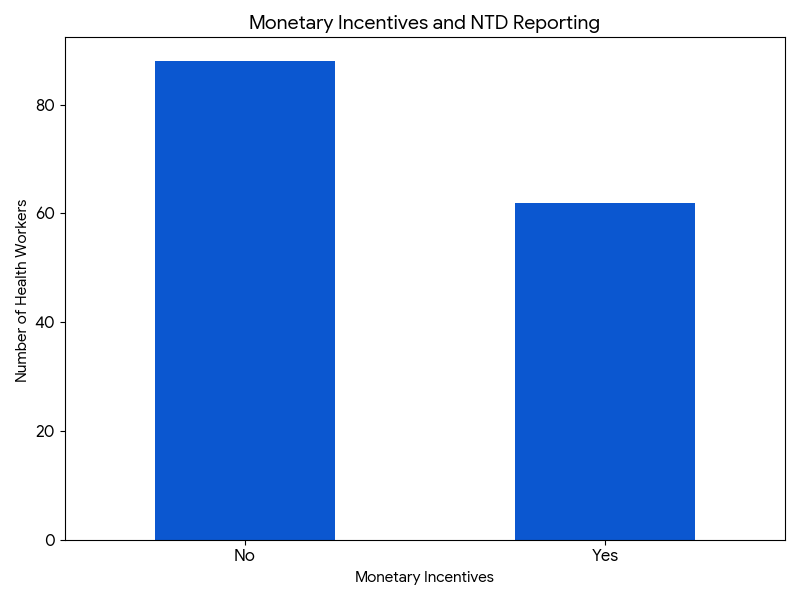 Monetary Incentives and NTD Reporting
Number of Health Workers
80
60
40
20
0
No
Yes
Monetary Incentives